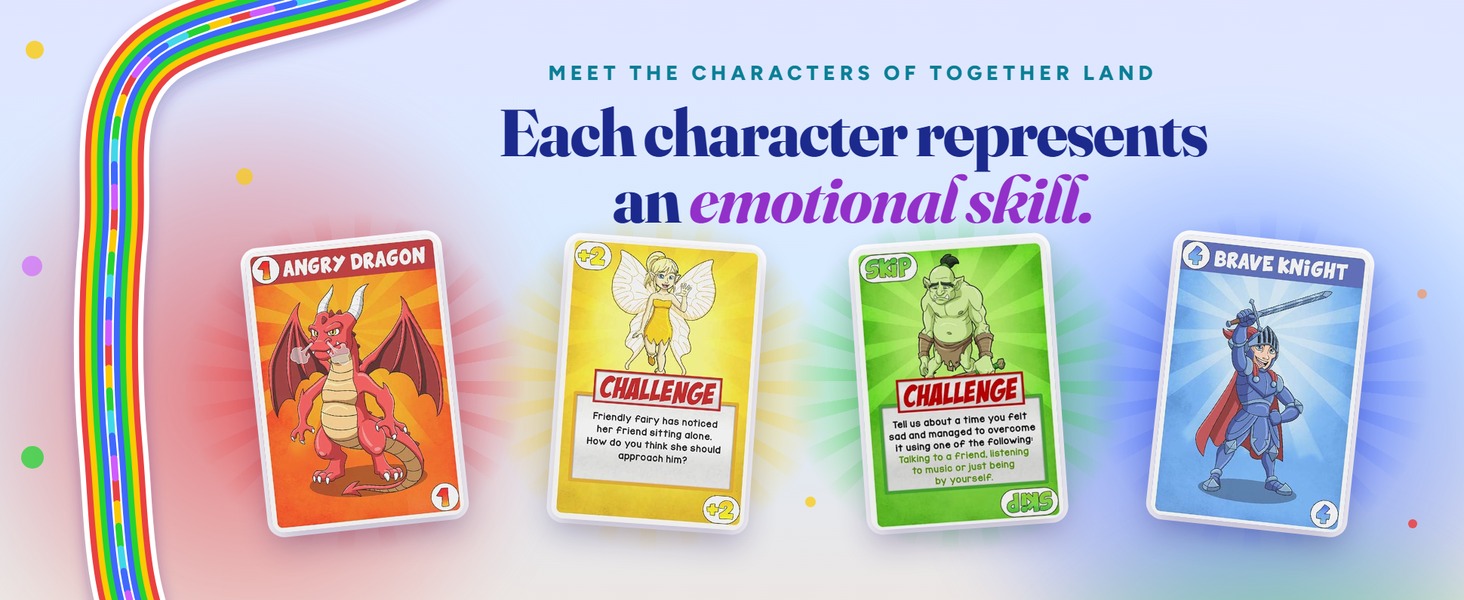 MEET THE CHARACTERS OF TOGETHER LAND
Each character represents
an emotional skill.
1 ANGRY DRAGON
1
+2
CHALLENGE
Friendly fairy has noticed
her friend sitting alone.
How do you think she should
approach him?
+2
SKIP
CHALLENGE
Tell us about a time you felt
sad and managed to overcome
it using one of the following:
Talking to a friend, listening
to music or just being
by yourself.
SKIP
4 BRAVE KNiGHT
4